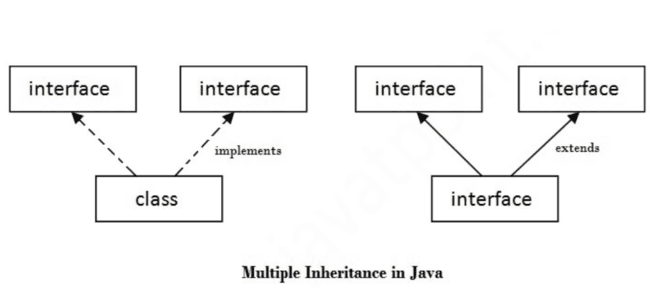 interface
interface
interface
interface
implements
extends
class
interface
Multiple Inheritance in Java